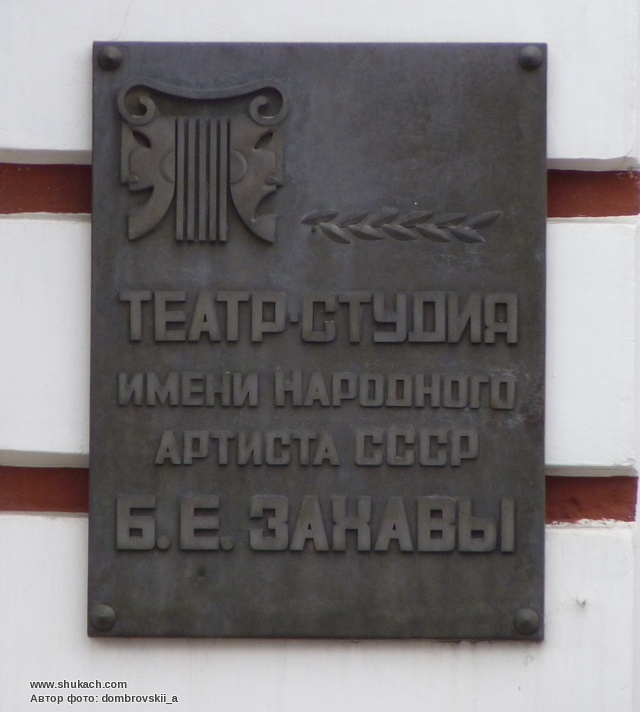 ТЕАТР-СТУДИЯ
ИМЕНИ НАРОДНОГО
АРТИСТА СССР
Б. Е. ЗАХАВЫ
www.shukach.com
Автор фото: dombrovskii_a